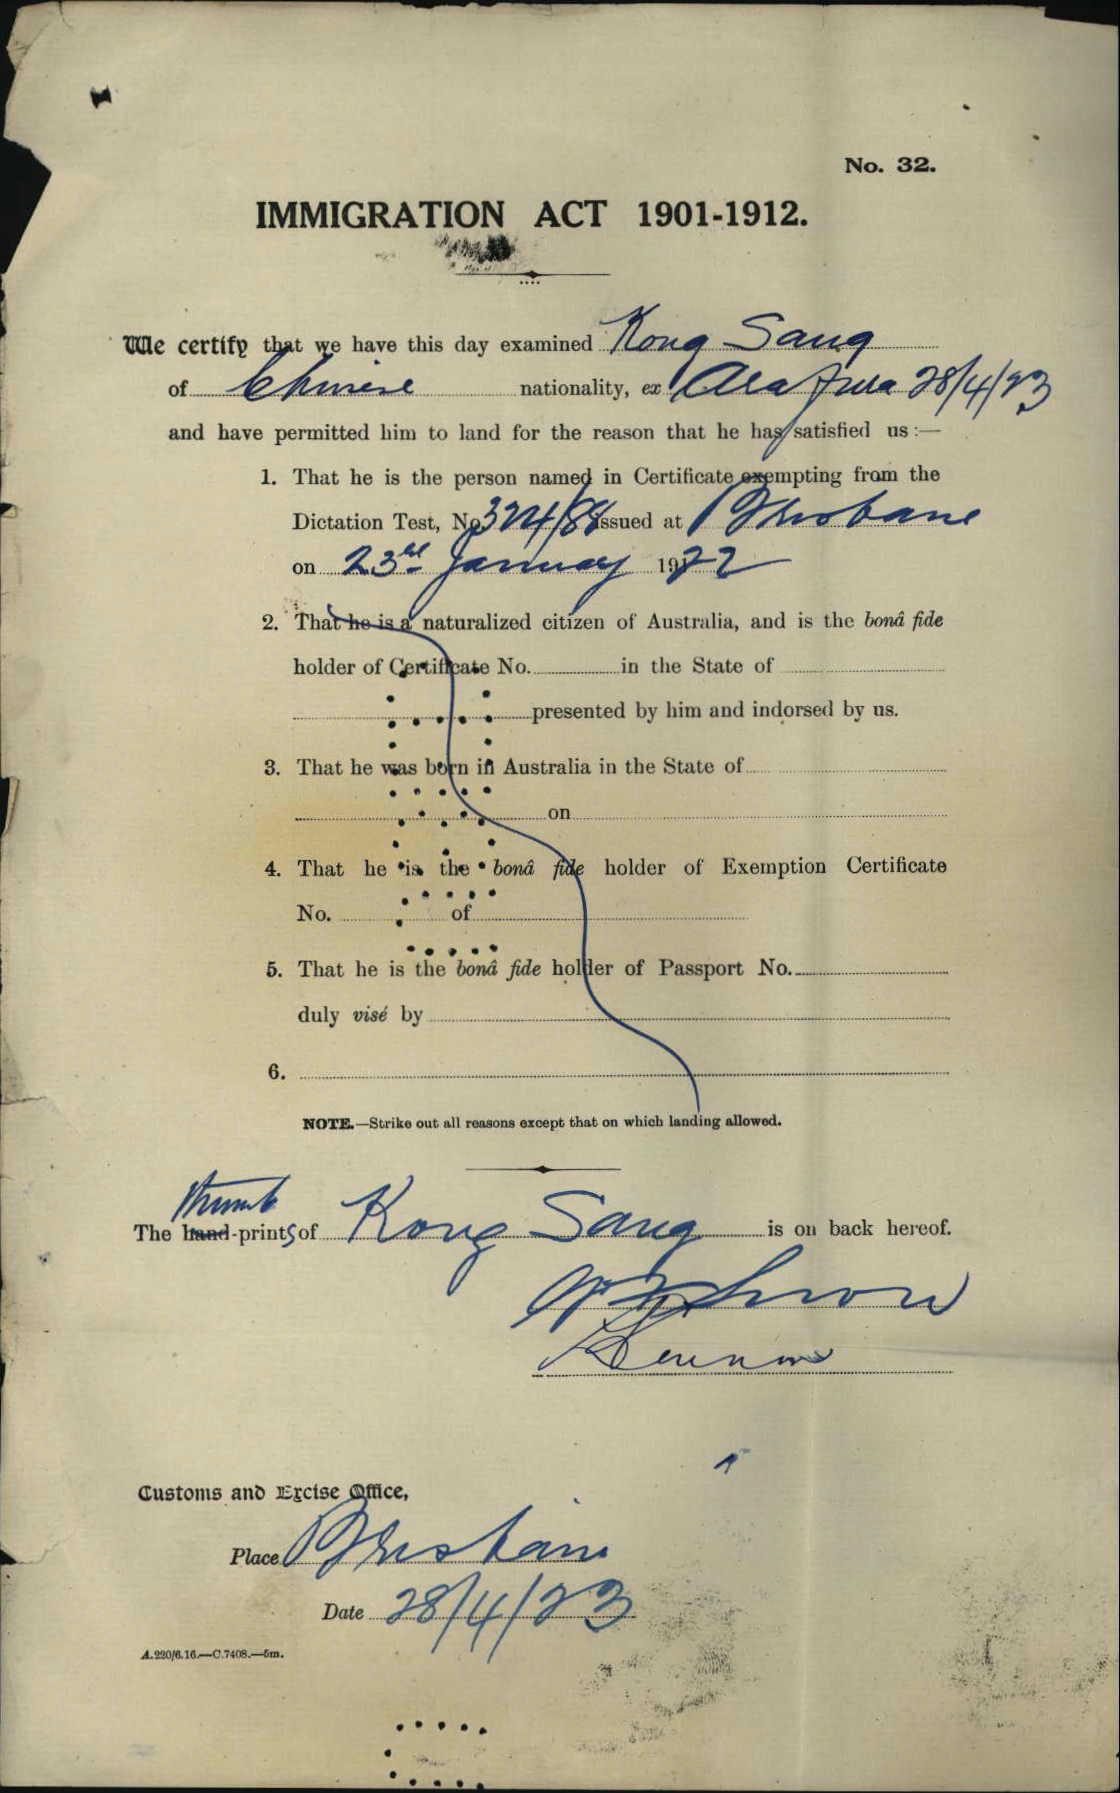 No. 32.
IMMIGRATION ACT 1901-1912.
We certify that we have this day examined Kong Sang
of Chinese nationality, ex Arafura 28/4/23
and have permitted him to land for the reason that he has satisfied us :—
1. That he is the person named in Certificate exempting from the
Dictation Test, No. 324/88 issued at Brisbane
on 23rd January 1922
2. That he is a naturalized citizen of Australia, and is the bonâ fide
holder of Certificate No. in the State of
presented by him and indorsed by us.
3. That he was born in Australia in the State of
on
4. That he is the bonâ fide holder of Exemption Certificate
No. of
5. That he is the bonâ fide holder of Passport No.
duly visé by
6.
NOTE.—Strike out all reasons except that on which landing allowed.
thumb
The hand-prints of Kong Sang is on back hereof.
Customs and Excise Office,
Place Brisbane
Date 28/4/23
A.220/6.16.—C.7408.—5m.